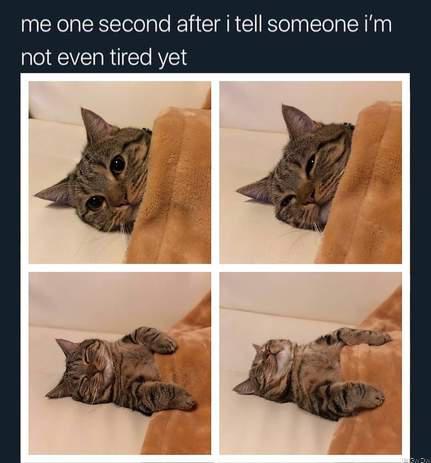 me one second after i tell someone i’m
not even tired yet